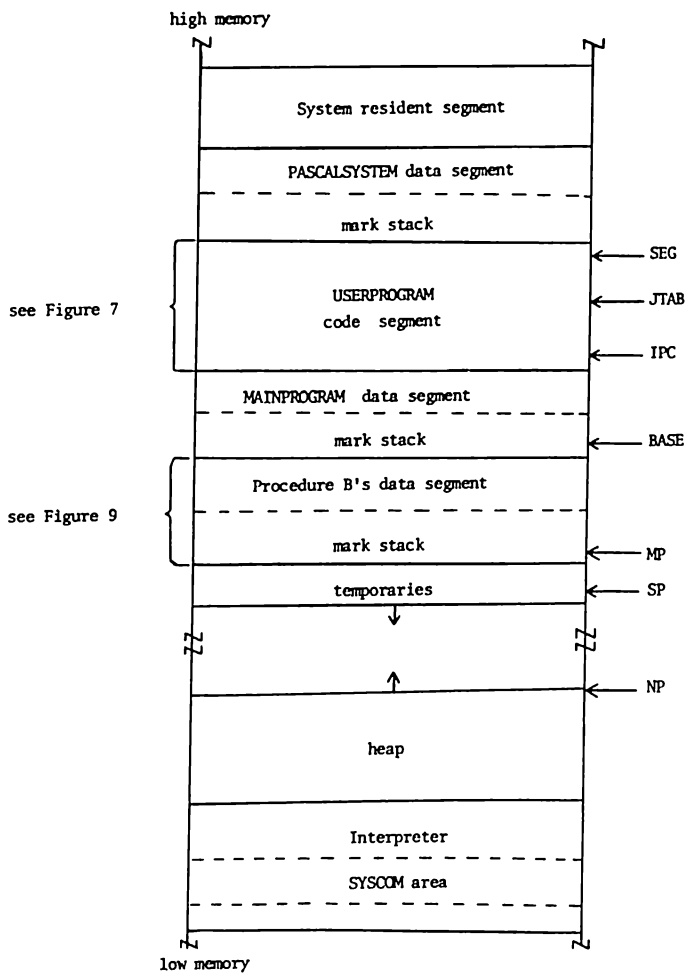 high memory
System resident segment
PASCALSYSTEM data segment
mark stack
SEG
see Figure 7
USERPROGRAM
code segment
JTAB
IPC
MAINPROGRAM data segment
mark stack
BASE
see Figure 9
Procedure B's data segment
mark stack
MP
temporaries
SP
NP
heap
Interpreter
SYSCOM area
low memory